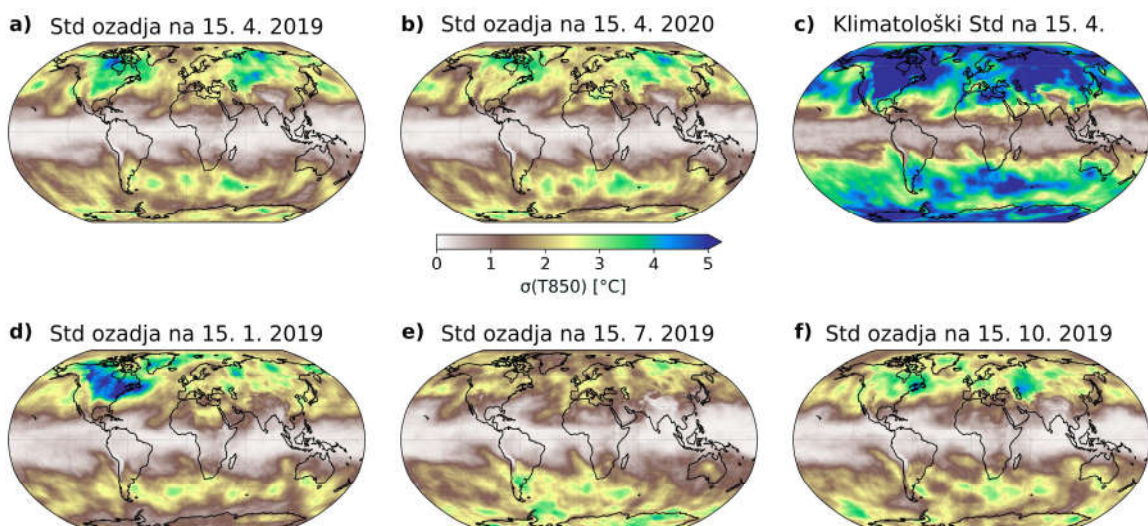 a) Std ozadja na 15. 4. 2019
b) Std ozadja na 15. 4. 2020
c) Klimatološki Std na 15. 4.
0 1 2 3 4 5
σ(T850) [°C]
d) Std ozadja na 15. 1. 2019
e) Std ozadja na 15. 7. 2019
f) Std ozadja na 15. 10. 2019